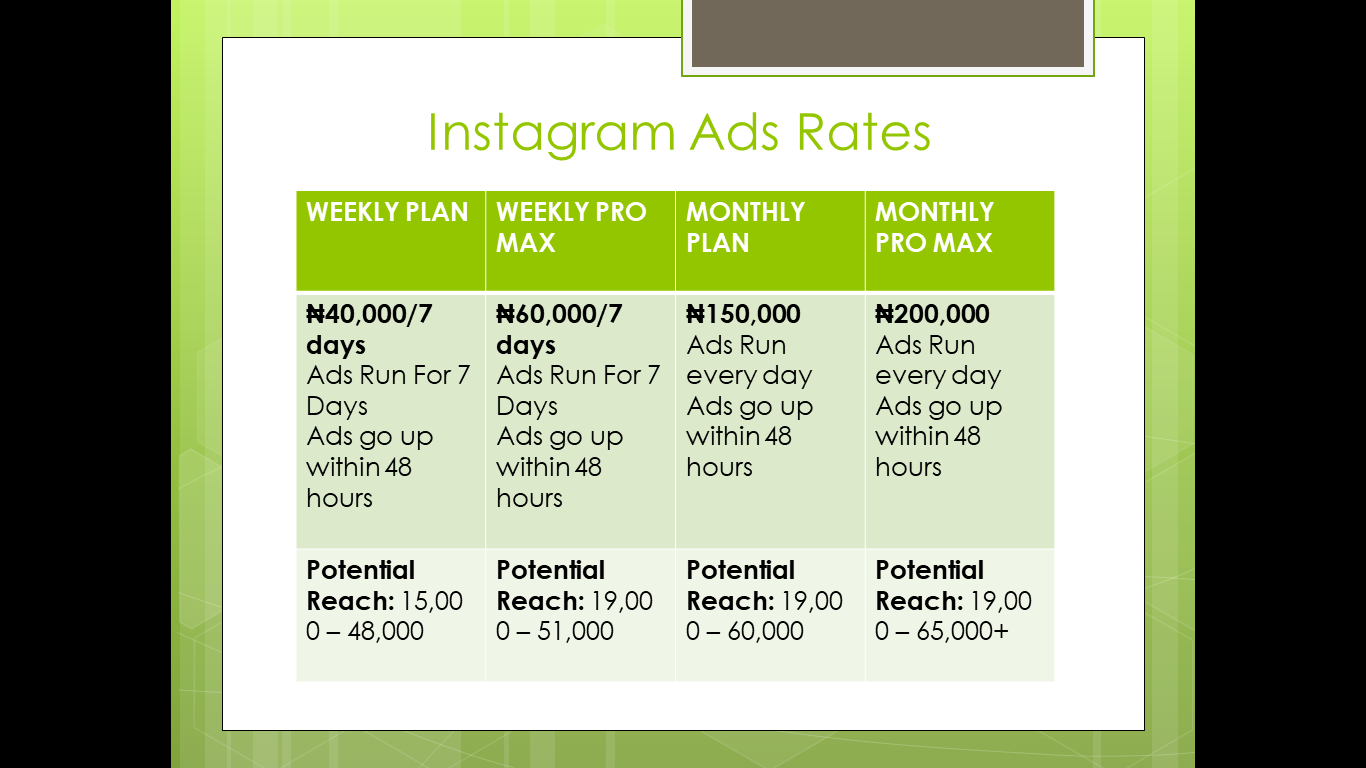 Instagram Ads Rates
WEEKLY PLAN
WEEKLY PRO
MAX
MONTHLY
PLAN
MONTHLY
PRO MAX
₦40,000/7
days
Ads Run For 7
Days
Ads go up
within 48
hours
₦60,000/7
days
Ads Run For 7
Days
Ads go up
within 48
hours
₦150,000
Ads Run
every day
Ads go up
within 48
hours
₦200,000
Ads Run
every day
Ads go up
within 48
hours
Potential
Reach: 15,00
0 – 48,000
Potential
Reach: 19,00
0 – 51,000
Potential
Reach: 19,00
0 – 60,000
Potential
Reach: 19,00
0 – 65,000+